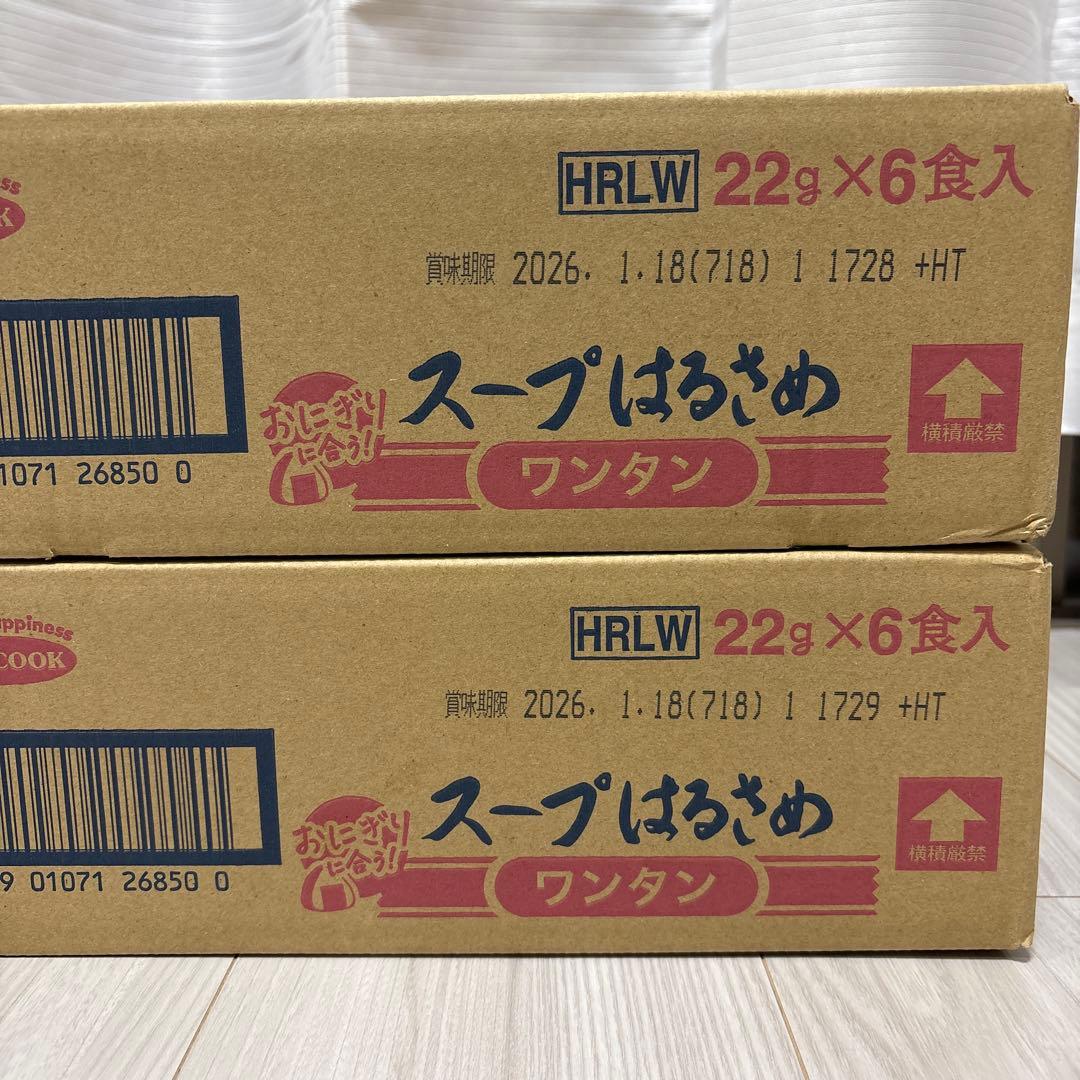 HRLW 22g×6食入
賞味期限 2026. 1.18(718) 1 1728 +HT
おにぎり
に合う!
スープはるさめ
ワンタン
横積厳禁
1071 26850 0
HRLW 22g×6食入
賞味期限 2026. 1.18(718) 1 1729 +HT
COOK
おにぎり
に合う!
スープはるさめ
ワンタン
横積厳禁
9 01071 26850 0